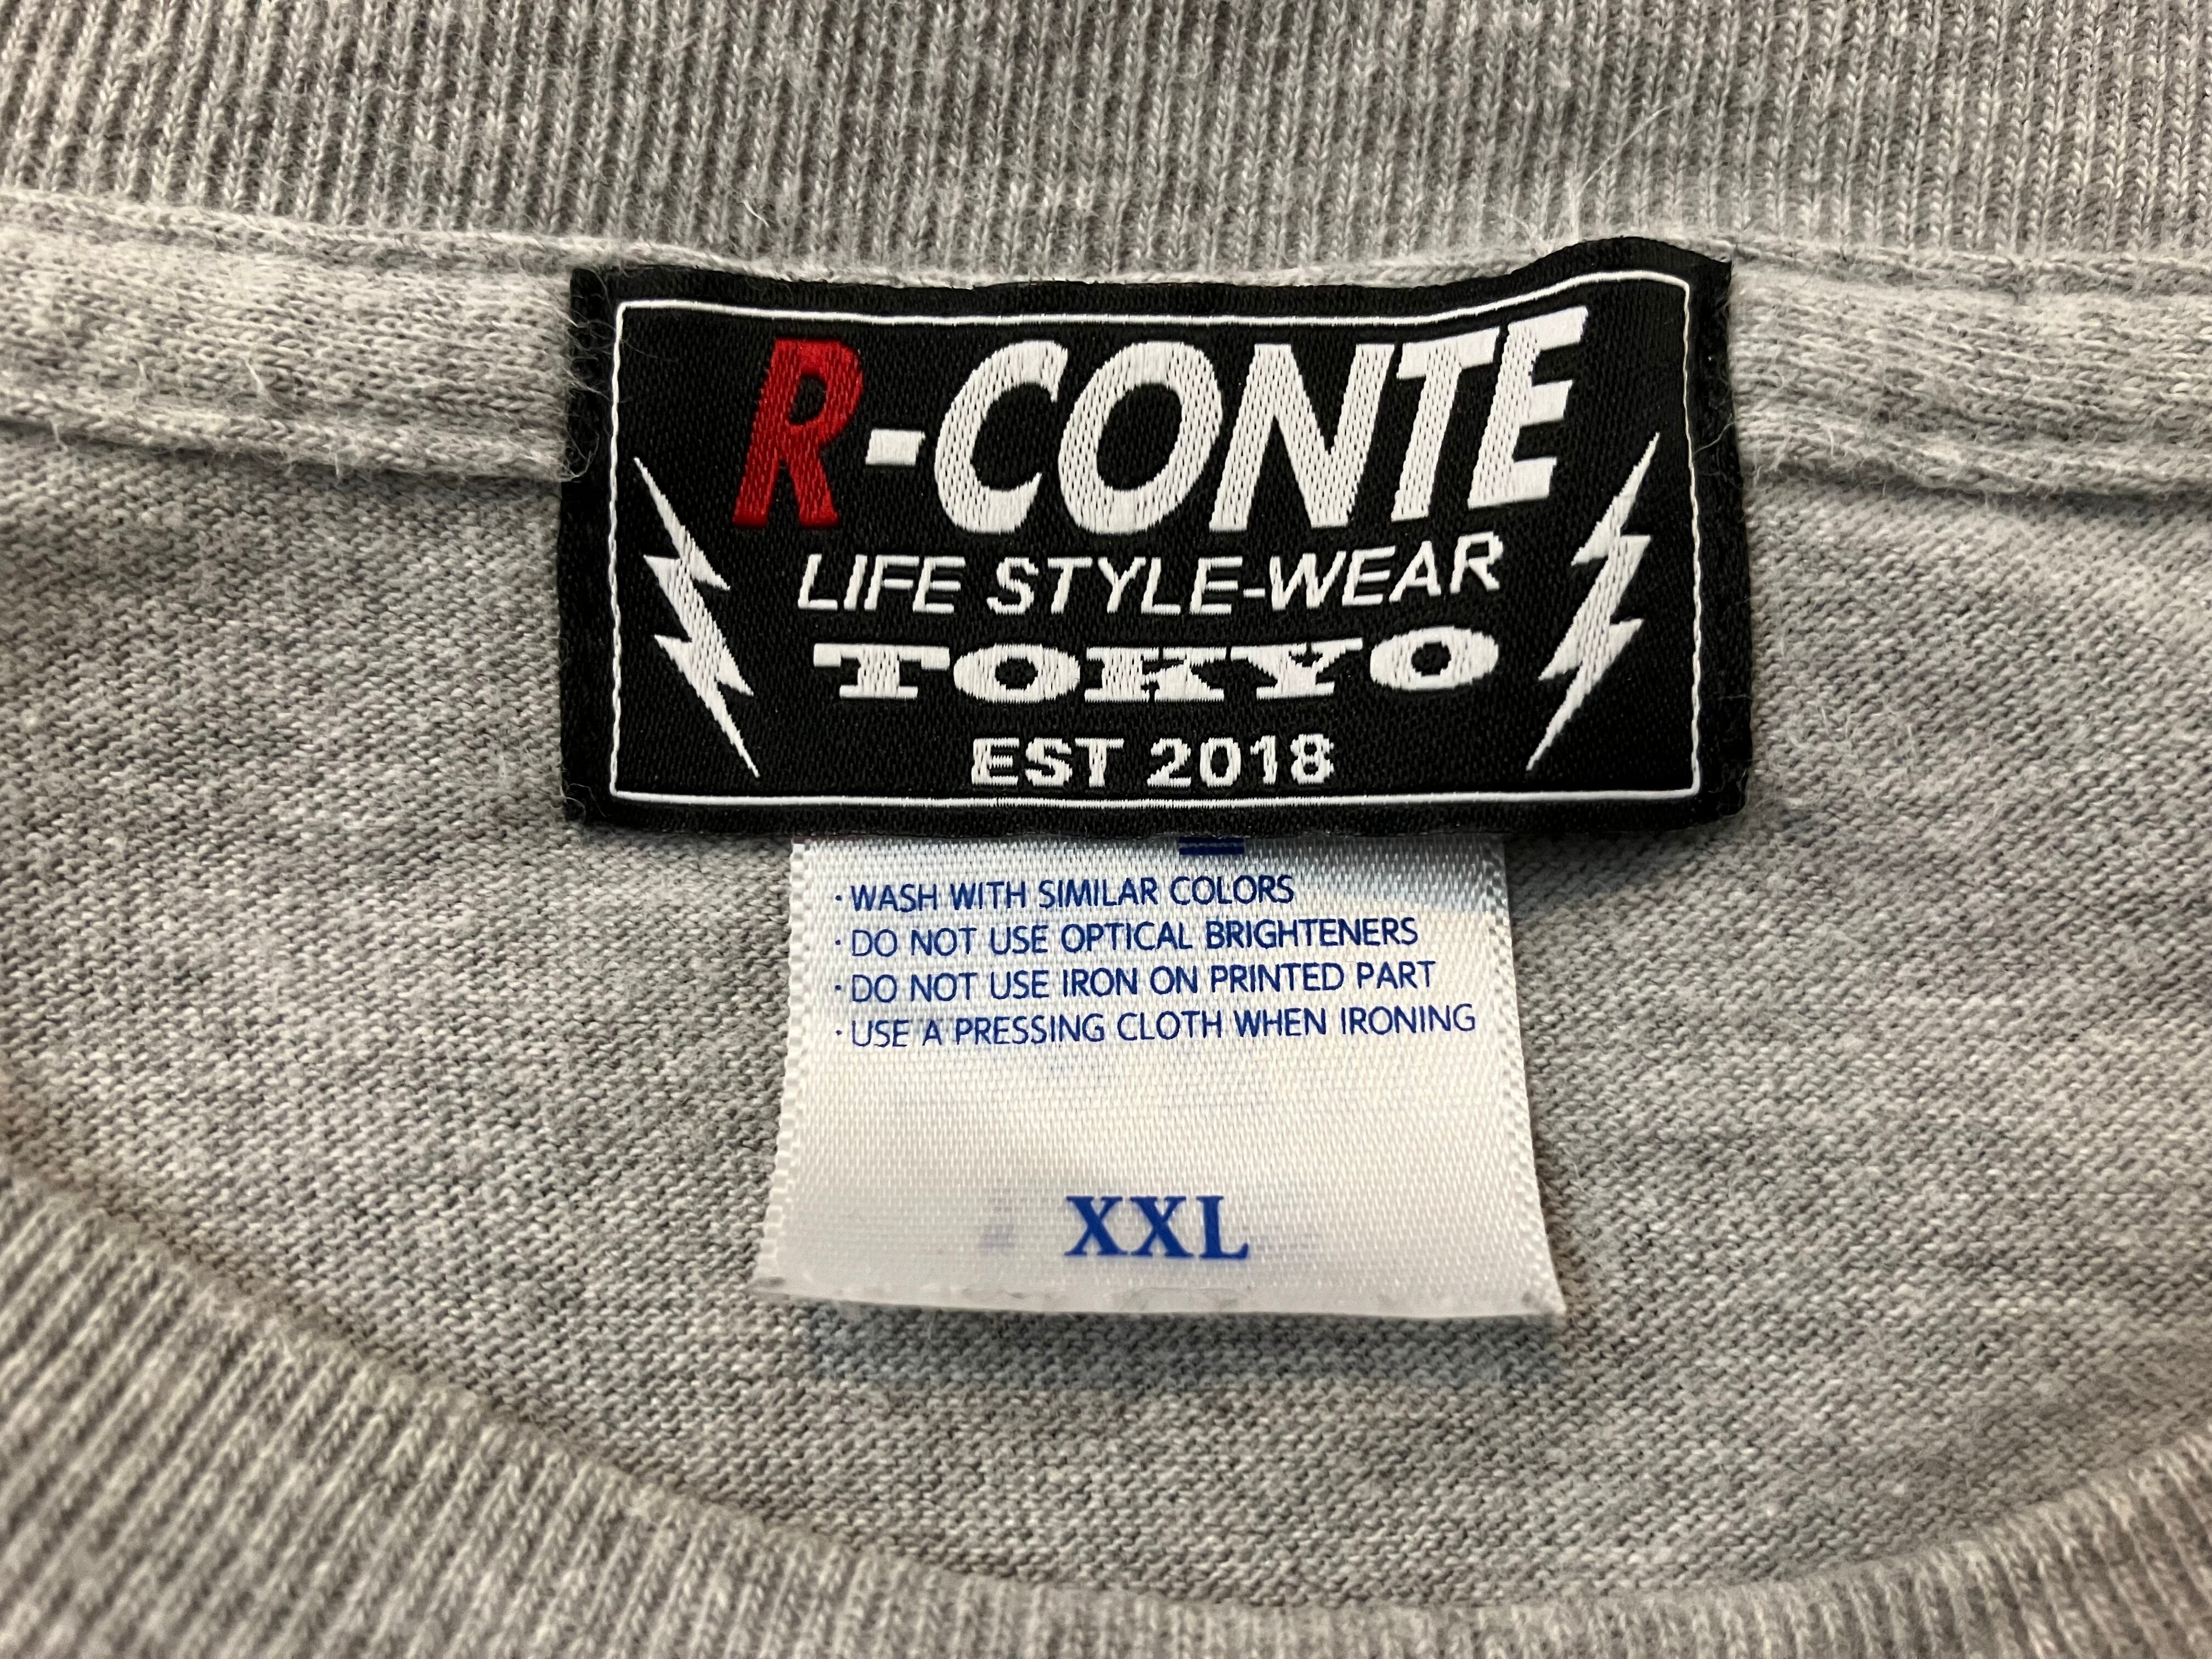 R-CONTE
LIFE STYLE-WEAR
TOKYO
EST 2018
· WASH WITH SIMILAR COLORS
· DO NOT USE OPTICAL BRIGHTENERS
· DO NOT USE IRON ON PRINTED PART
· USE A PRESSING CLOTH WHEN IRONING
XXL